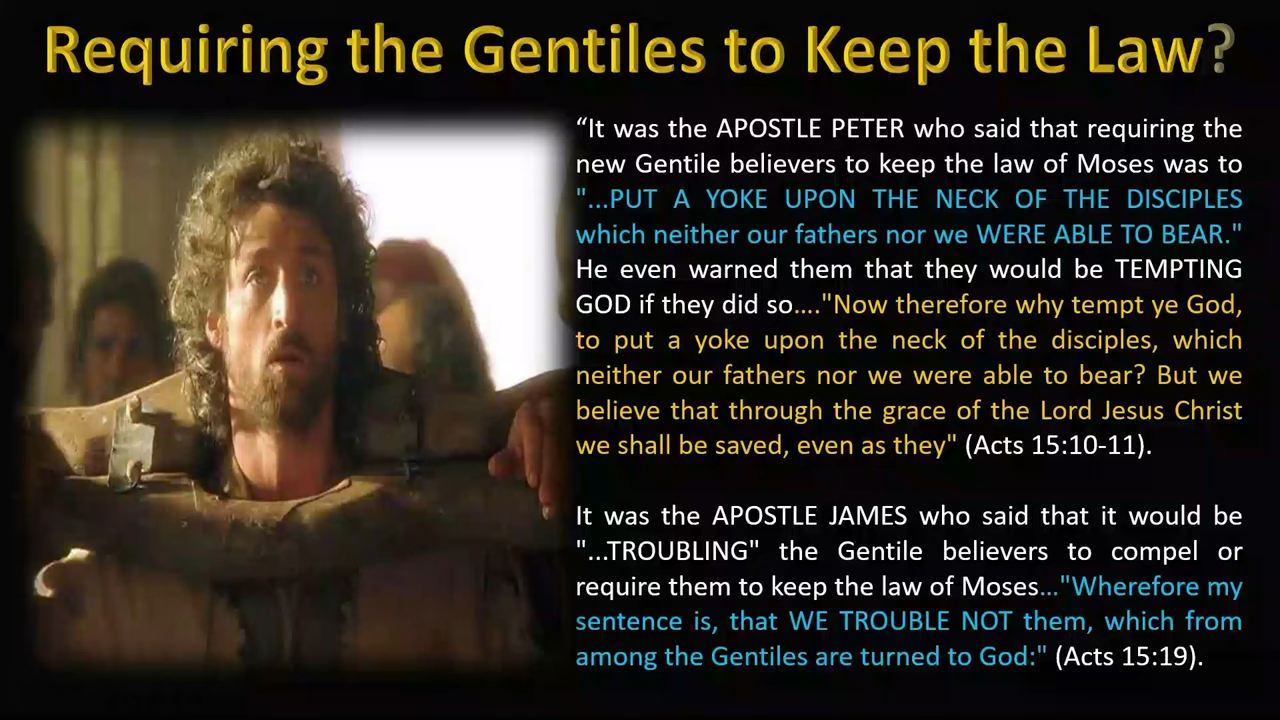 Requiring the Gentiles to Keep the Law?
“It was the APOSTLE PETER who said that requiring the
new Gentile believers to keep the law of Moses was to
"...PUT A YOKE UPON THE NECK OF THE DISCIPLES
which neither our fathers nor we WERE ABLE TO BEAR."
He even warned them that they would be TEMPTING
GOD if they did so...."Now therefore why tempt ye God,
to put a yoke upon the neck of the disciples, which
neither our fathers nor we were able to bear? But we
believe that through the grace of the Lord Jesus Christ
we shall be saved, even as they" (Acts 15:10-11).
It was the APOSTLE JAMES who said that it would be
"...TROUBLING" the Gentile believers to compel or
require them to keep the law of Moses..."Wherefore my
sentence is, that WE TROUBLE NOT them, which from
among the Gentiles are turned to God:" (Acts 15:19).